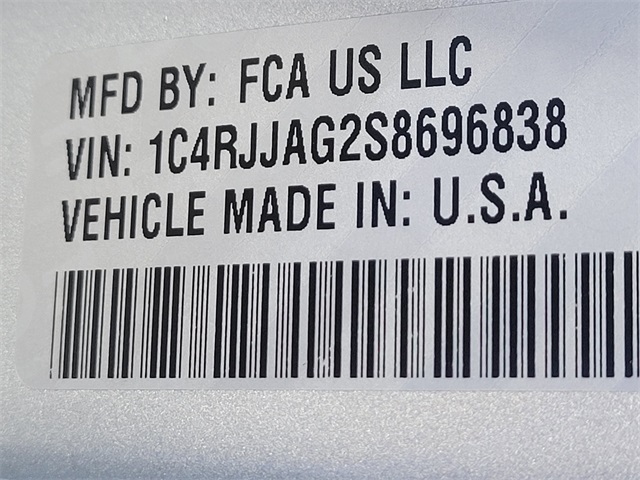 MFD BY: FCA US LLC
VIN: 1C4RJJAG2S8696838
VEHICLE MADE IN: U.S.A.